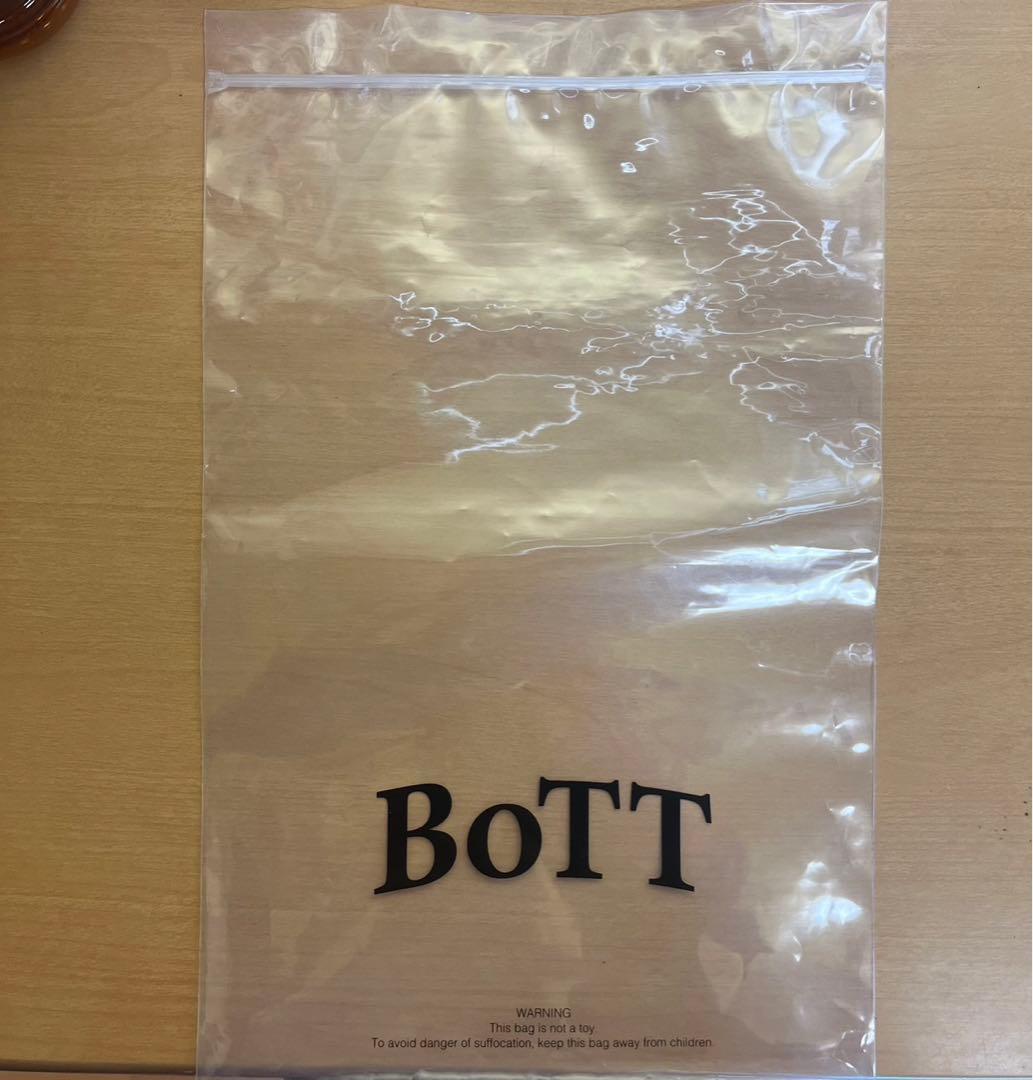 BoTT
WARNING
This bag is not a toy.
To avoid danger of suffocation, keep this bag away from children.